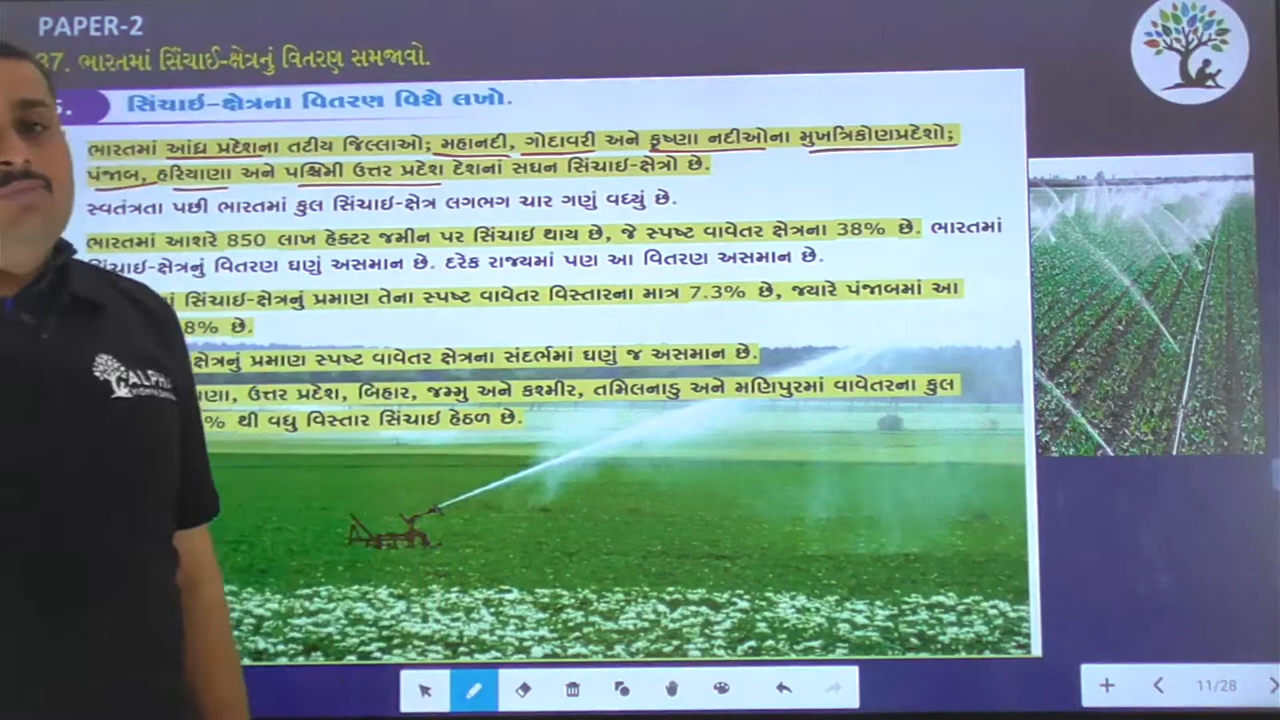 PAPER-2
37. ભારતમાં સિંચાઈ-ક્ષેત્રનું વિતરણ સમજાવો.
સિંચાઇ-ક્ષેત્રના વિતરણ વિશે લખો.
ભારતમાં આંધ્ર પ્રદેશના તટીય જિલ્લાઓ; મહાનદી, ગોદાવરી અને કૃષ્ણા નદીઓના મુખત્રિકોણપ્રદેશો;
પંજાબ, હરિયાણા અને પશ્ચિમી ઉત્તર પ્રદેશ દેશનાં સઘન સિંચાઇ-ક્ષેત્રો છે.
સ્વતંત્રતા પછી ભારતમાં કુલ સિંચાઇ-ક્ષેત્ર લગભગ ચાર ગણું વધ્યું છે.
ભારતમાં આશરે 850 લાખ હેક્ટર જમીન પર સિંચાઇ થાય છે, જે સ્પષ્ટ વાવેતર ક્ષેત્રના 38% છે. ભારતમાં
સિંચાઇ-ક્ષેત્રનું વિતરણ ઘણું અસમાન છે. દરેક રાજ્યમાં પણ આ વિતરણ અસમાન છે.
સિંચાઇ-ક્ષેત્રનું પ્રમાણ તેના સ્પષ્ટ વાવેતર વિસ્તારના માત્ર 7.3% છે, જ્યારે પંજાબમાં આ
8% છે.
ક્ષેત્રનું પ્રમાણ સ્પષ્ટ વાવેતર ક્ષેત્રના સંદર્ભમાં ઘણું જ અસમાન છે.
ણા, ઉત્તર પ્રદેશ, બિહાર, જમ્મુ અને કશ્મીર, તમિલનાડુ અને મણિપુરમાં વાવેતરના કુલ
% થી વધુ વિસ્તાર સિંચાઇ હેઠળ છે.
ALPHA
11/28